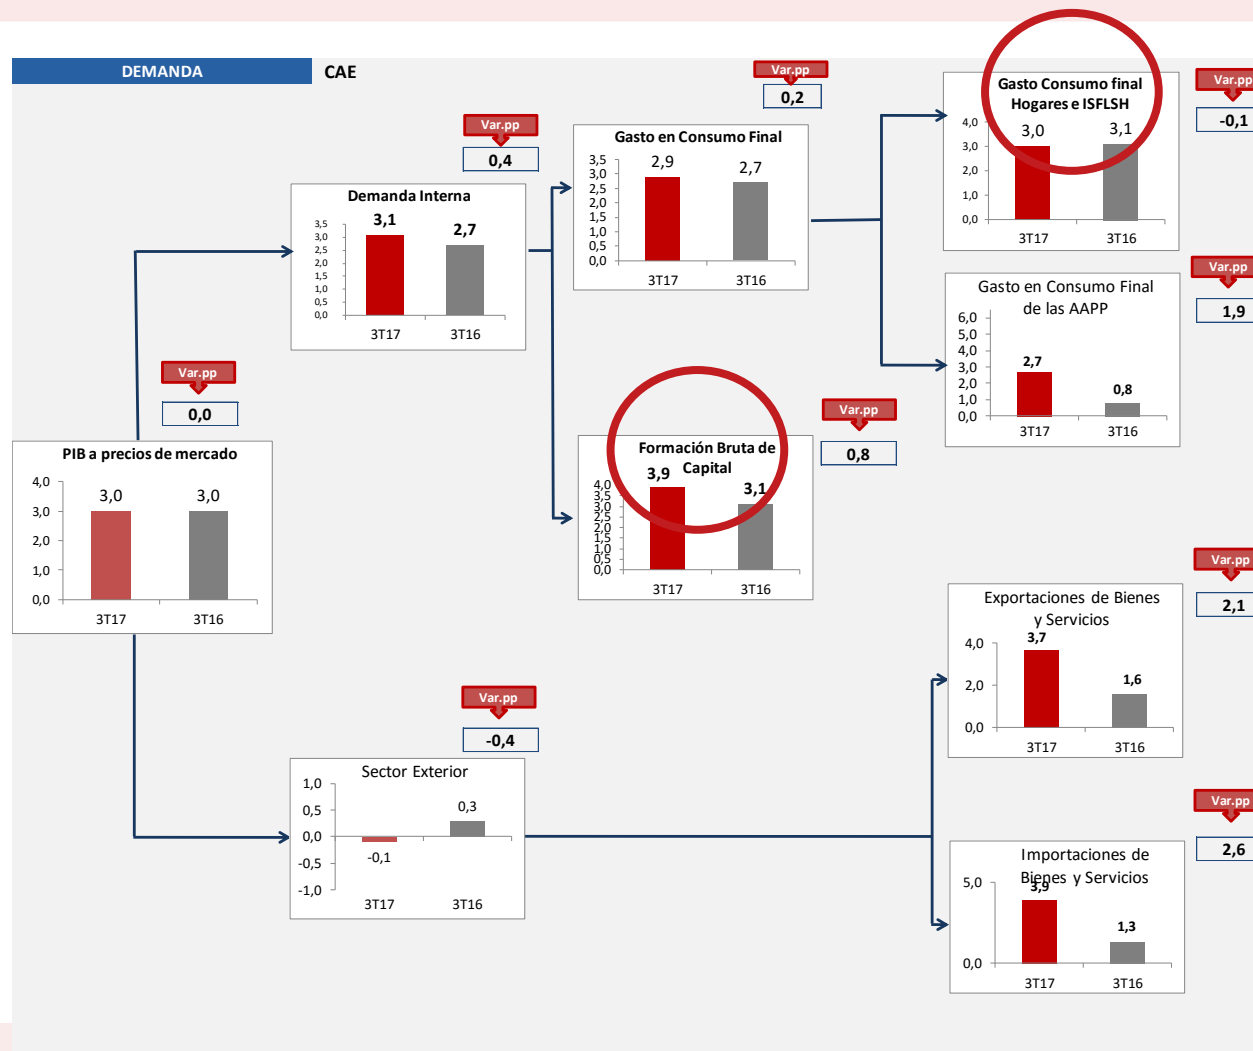 DEMANDA
CAE
Var.pp
0,0
PIB a precios de mercado
4,0
3,0
2,0
1,0
0,0
3,0
3,0
3T17
3T16
Var.pp
0,4
Demanda Interna
3,5
3,0
2,5
2,0
1,5
1,0
0,5
0,0
3,1
2,7
3T17
3T16
Var.pp
0,2
Gasto en Consumo Final
3,5
3,0
2,5
2,0
1,5
1,0
0,5
0,0
2,9
2,7
3T17
3T16
Var.pp
-0,1
Gasto Consumo final
Hogares e ISFLSH
4,0
3,0
2,0
1,0
0,0
3,0
3,1
3T17
3T16
Var.pp
1,9
Gasto en Consumo Final
de las AAPP
6,0
5,0
4,0
3,0
2,0
1,0
0,0
2,7
0,8
3T17
3T16
Var.pp
0,8
Formación Bruta de
Capital
4,0
3,5
3,0
2,5
2,0
1,5
1,0
0,5
0,0
3,9
3,1
3T17
3T16
Var.pp
-0,4
Sector Exterior
1,0
0,5
0,0
-0,5
-1,0
-0,1
0,3
3T17
3T16
Var.pp
2,1
Exportaciones de Bienes
y Servicios
4,0
2,0
0,0
3,7
1,6
3T17
3T16
Var.pp
2,6
Importaciones de
Bienes y Servicios
5,0
0,0
3,9
1,3
3T17
3T16